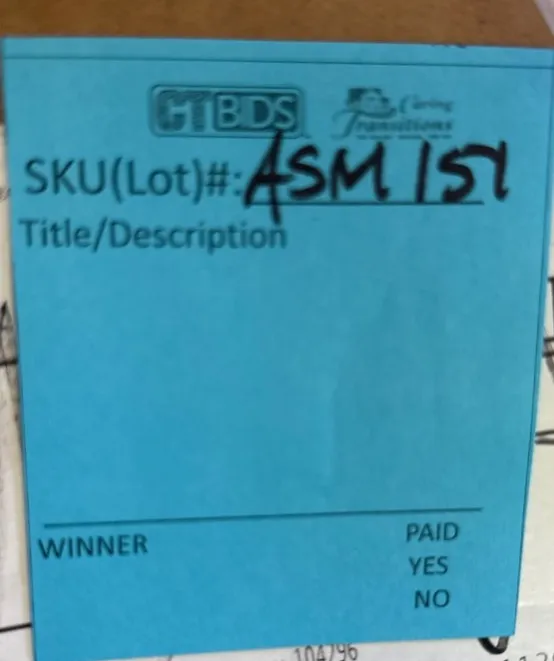 CTBIDS
Caring
Transitions
SKU(Lot)#: ASM 151
Title/Description
WINNER
PAID
YES
NO
104796